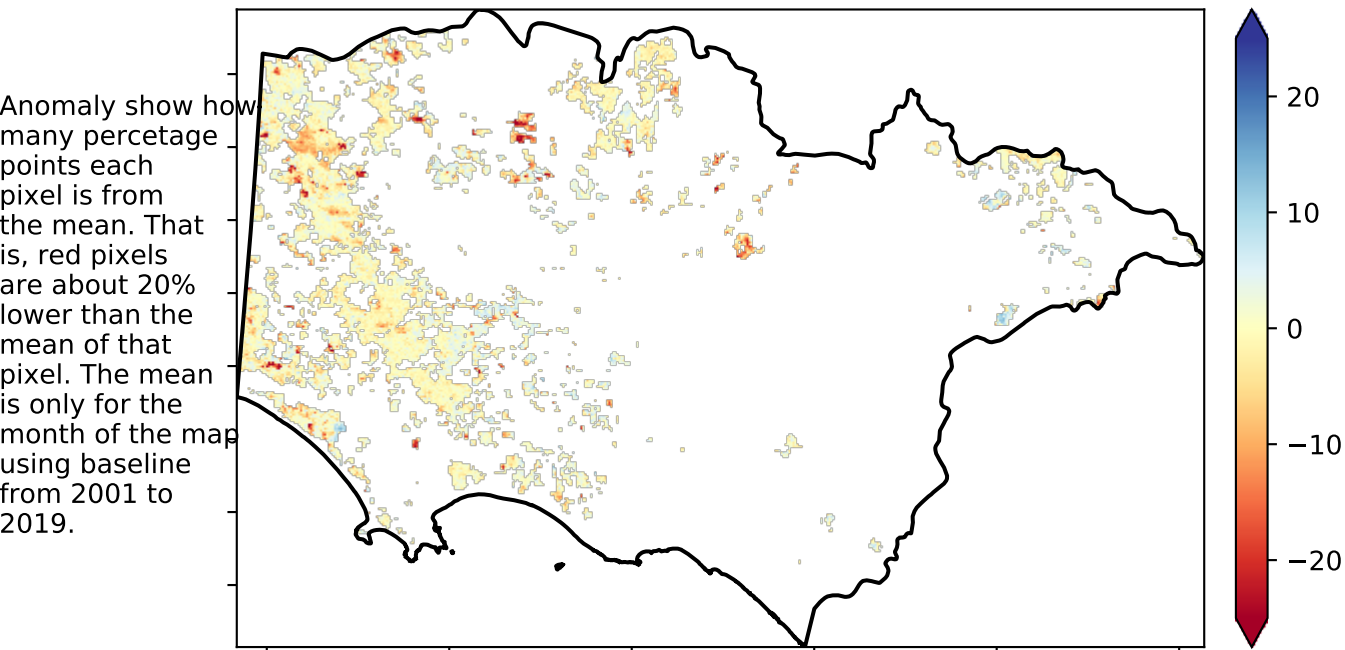 Anomaly show how
many percetage
points each
pixel is from
the mean. That
is, red pixels
are about 20%
lower than the
mean of that
pixel. The mean
is only for the
month of the map
using baseline
from 2001 to
2019.
20
10
0
−10
−20